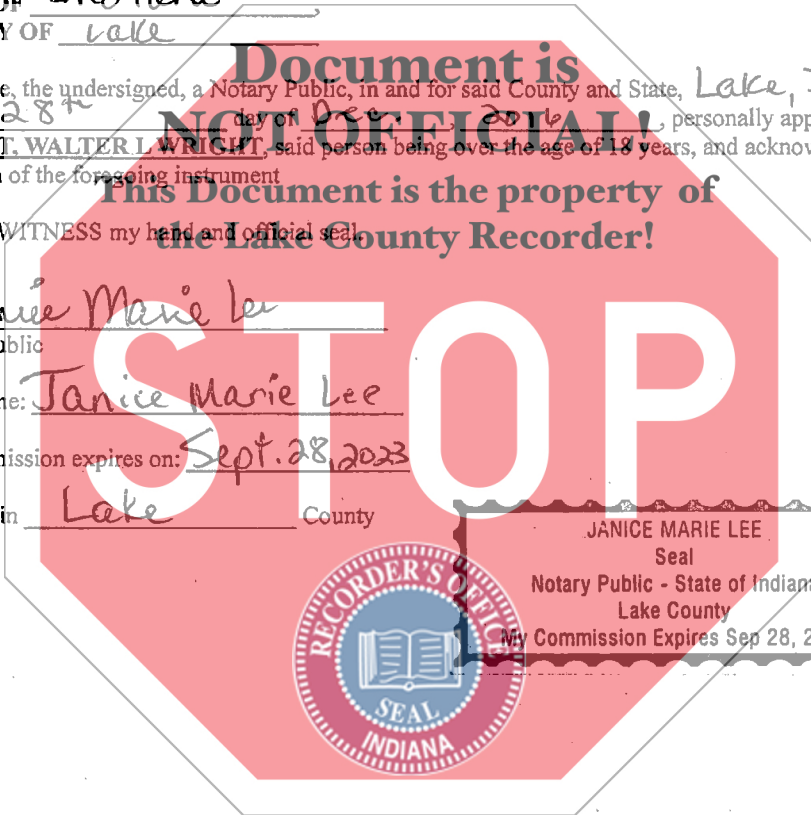 Y OF Lake
Document is
e, the undersigned, a Notary Public, in and for said County and State, Lake,
28th day of Dec. , 2016 , personally app
NOT OFFICIAL!
T, WALTER L WRIGHT, said person being over the age of 18 years, and acknov
of the foregoing instrument
This Document is the property of
the Lake County Recorder!
WITNESS my hand and official seal.
STOP
Marie Lee
ublic
e: Janice Marie Lee
ission expires on: Sept. 28, 2023
n Lake County
JANICE MARIE LEE
Seal
Notary Public - State of Indian
Lake County
My Commission Expires Sep 28, 2
RECORDER'S OFFICE
SEAL
INDIANA